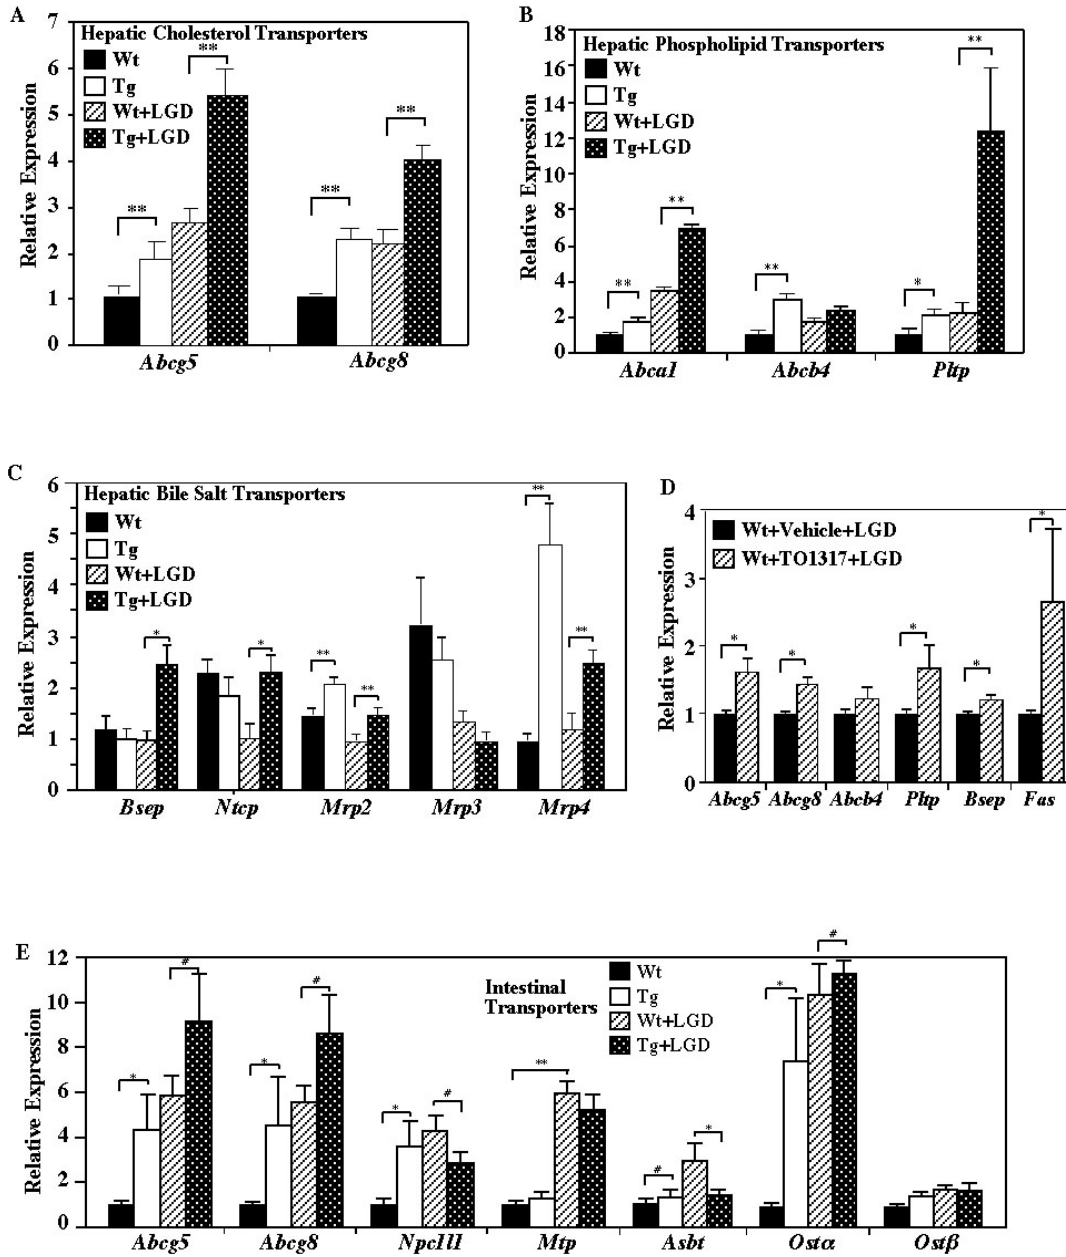 A
Hepatic Cholesterol Transporters
Wt
Tg
Wt+LGD
Tg+LGD
Relative Expression
7
6
5
4
3
2
1
0
**
**
**
**
Abcg5 Abcg8
B
Hepatic Phospholipid Transporters
Wt
Tg
Wt+LGD
Tg+LGD
Relative Expression
18
16
14
12
10
8
6
4
2
0
**
**
**
*
**
Abca1 Abcb4 Pltp
C
Hepatic Bile Salt Transporters
Wt
Tg
Wt+LGD
Tg+LGD
Relative Expression
6
5
4
3
2
1
0
*
*
**
**
**
**
Bsep Ntcp Mrp2 Mrp3 Mrp4
D
Wt+Vehicle+LGD
Wt+TO1317+LGD
Relative Expression
4
2
1
0
*
*
*
*
*
Abcg5 Abcg8 Abcb4 Pltp Bsep Fas
E
Intestinal
Transporters
Wt
Tg
Wt+LGD
Tg+LGD
Relative Expression
12
10
8
6
4
2
0
*
#
*
#
*
#
**
#
*
*
#
Abcg5 Abcg8 Npc1l1 Mtp Asbt Ostα Ostβ